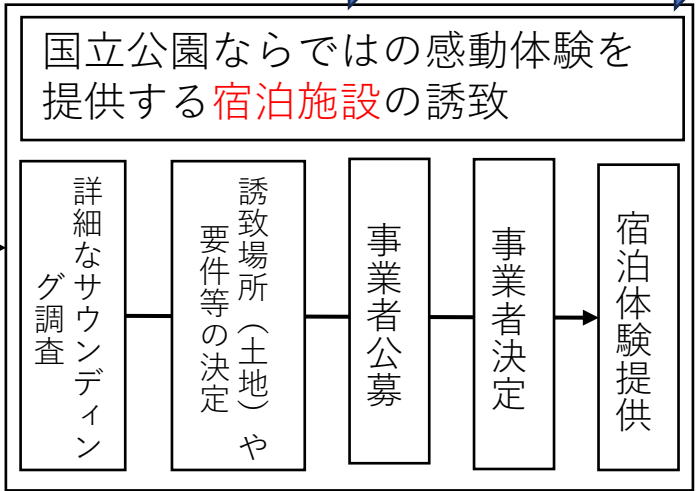 国立公園ならではの感動体験を
提供する宿泊施設の誘致
詳細なサウンディン
グ調査
誘致場所（土地）や
要件等の決定
事業者公募
事業者決定
宿泊体験提供